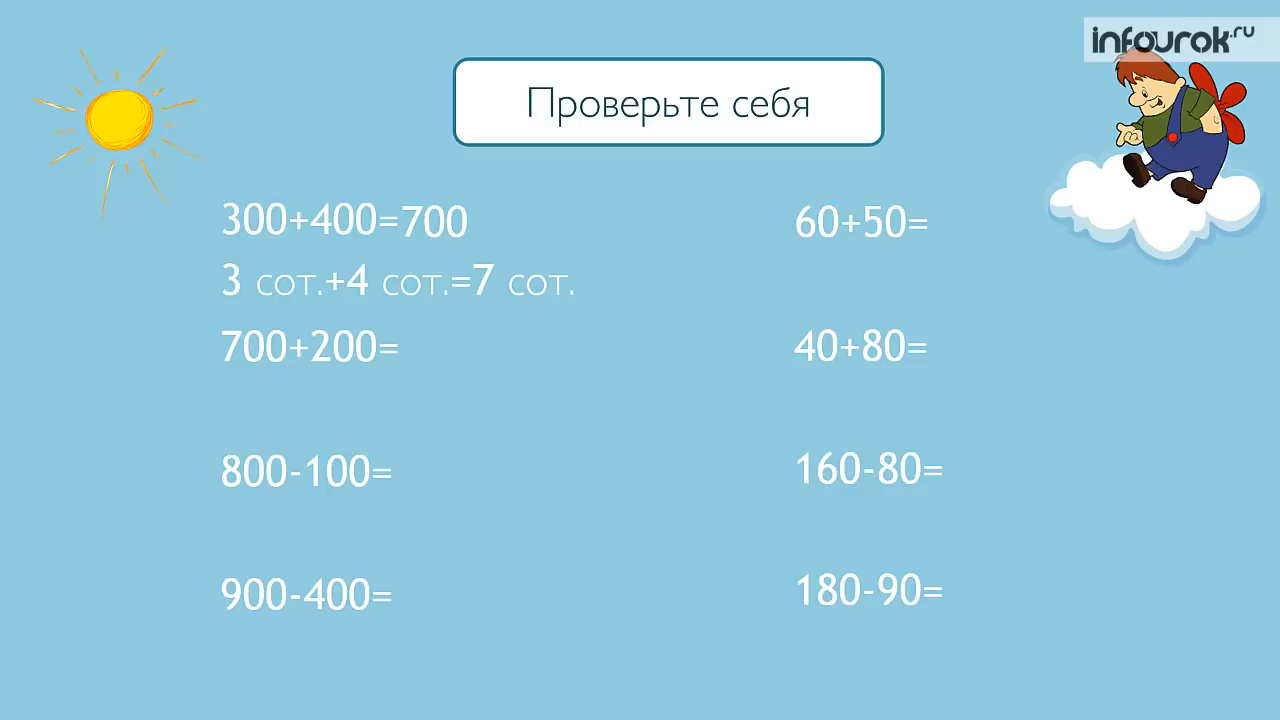 infourok.ru
Проверьте себя
300+400=700
3 сот.+4 сот.=7 сот.
700+200=
800-100=
900-400=
60+50=
40+80=
160-80=
180-90=